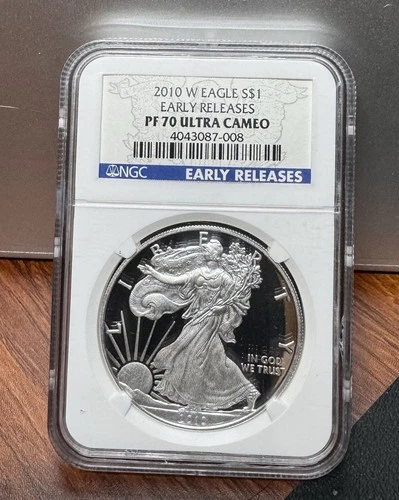 2010 W EAGLE S$1
EARLY RELEASES
PF 70 ULTRA CAMEO
4043087-008
NGC
EARLY RELEASES
LIBERTY
IN GOD
WE TRUST
2010